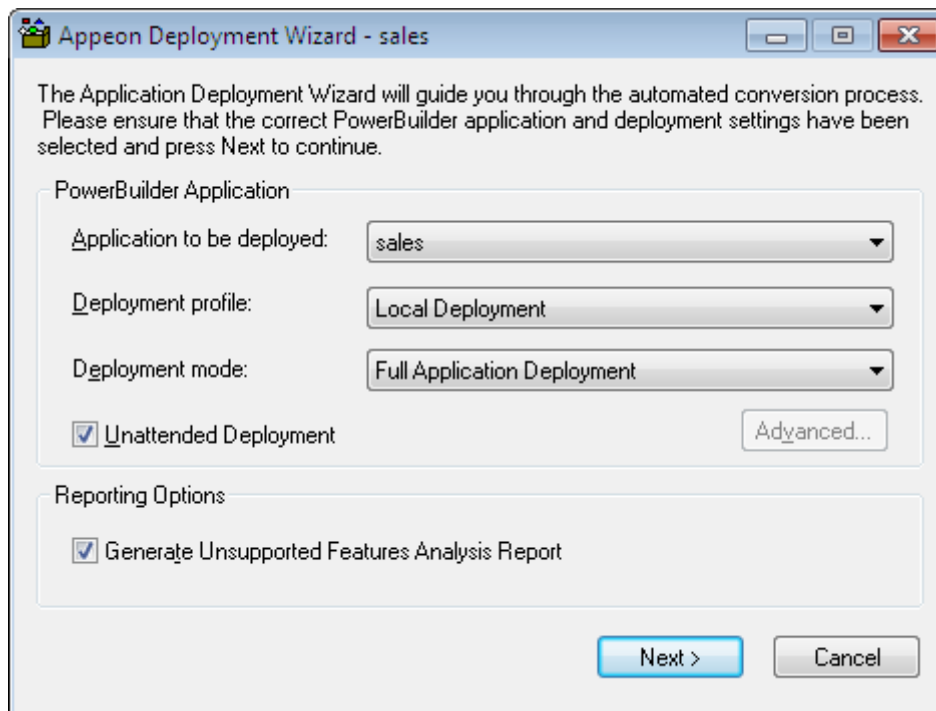 Appeon Deployment Wizard - sales
The Application Deployment Wizard will guide you through the automated conversion process.
Please ensure that the correct PowerBuilder application and deployment settings have been
selected and press Next to continue.
PowerBuilder Application
Application to be deployed:
sales
Deployment profile:
Local Deployment
Deployment mode:
Full Application Deployment
Unattended Deployment
Advanced...
Reporting Options
Generate Unsupported Features Analysis Report
Next >
Cancel